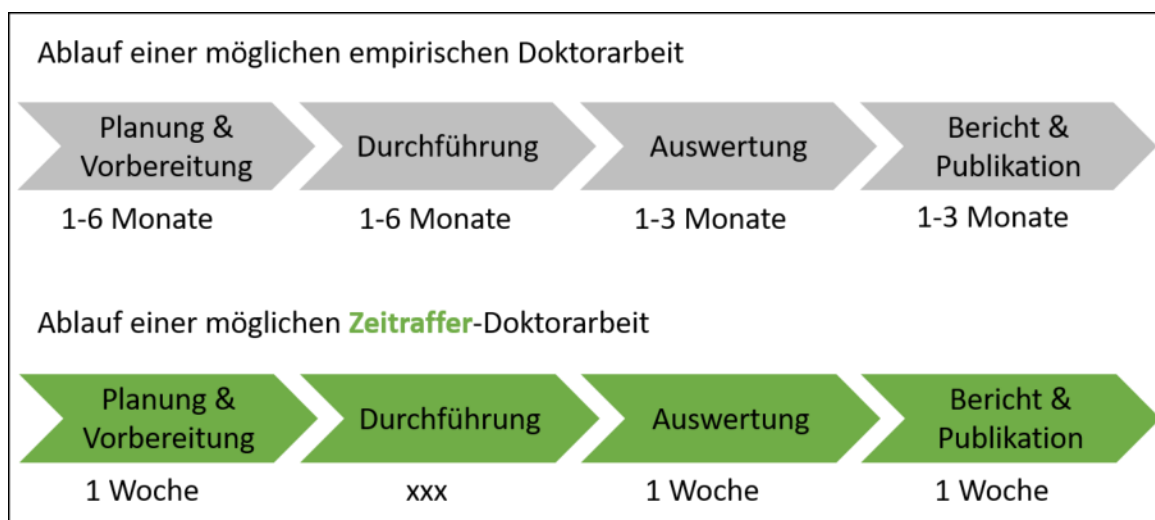 Ablauf einer möglichen empirischen Doktorarbeit
Planung &
Vorbereitung
Durchführung
Auswertung
Bericht &
Publikation
1-6 Monate
1-6 Monate
1-3 Monate
1-3 Monate
Ablauf einer möglichen Zeitraffer-Doktorarbeit
Planung &
Vorbereitung
Durchführung
Auswertung
Bericht &
Publikation
1 Woche
xxx
1 Woche
1 Woche